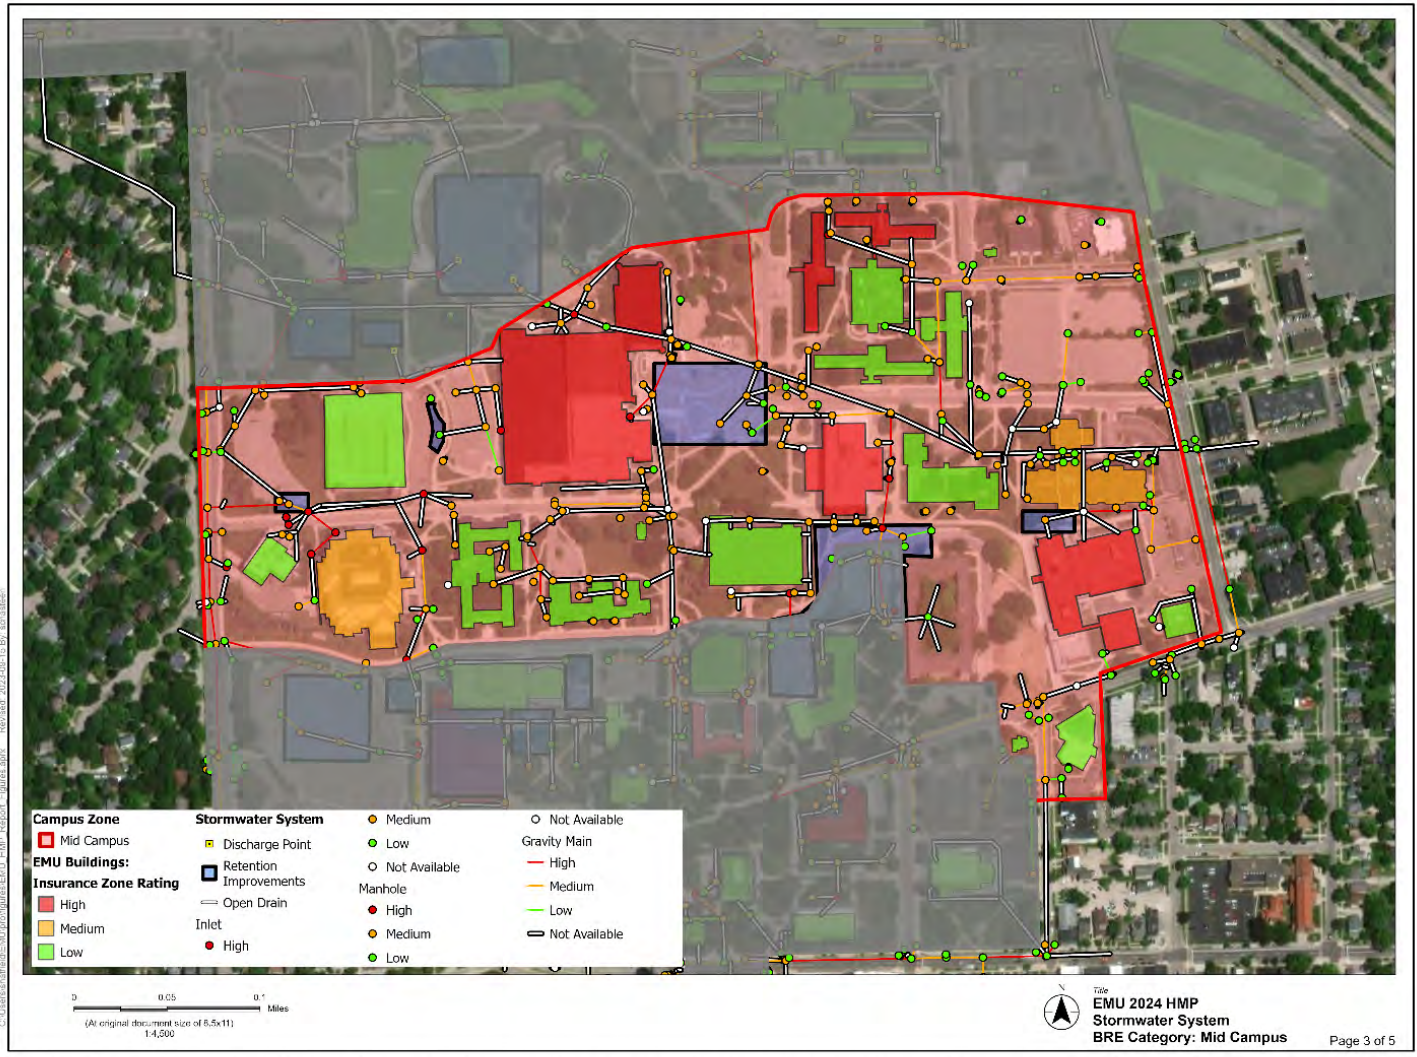 Campus Zone
Mid Campus
EMU Buildings:
Insurance Zone Rating
High
Medium
Low
Stormwater System
Discharge Point
Retention
Improvements
Open Drain
Inlet
High
Medium
Low
Not Available
Manhole
High
Medium
Low
Not Available
Gravity Main
High
Medium
Low
Not Available
0 0.05 0.1
Miles
(At original document size of 8.5x11)
1:4,500
N
Title
EMU 2024 HMP
Stormwater System
BRE Category: Mid Campus
Page 3 of 5